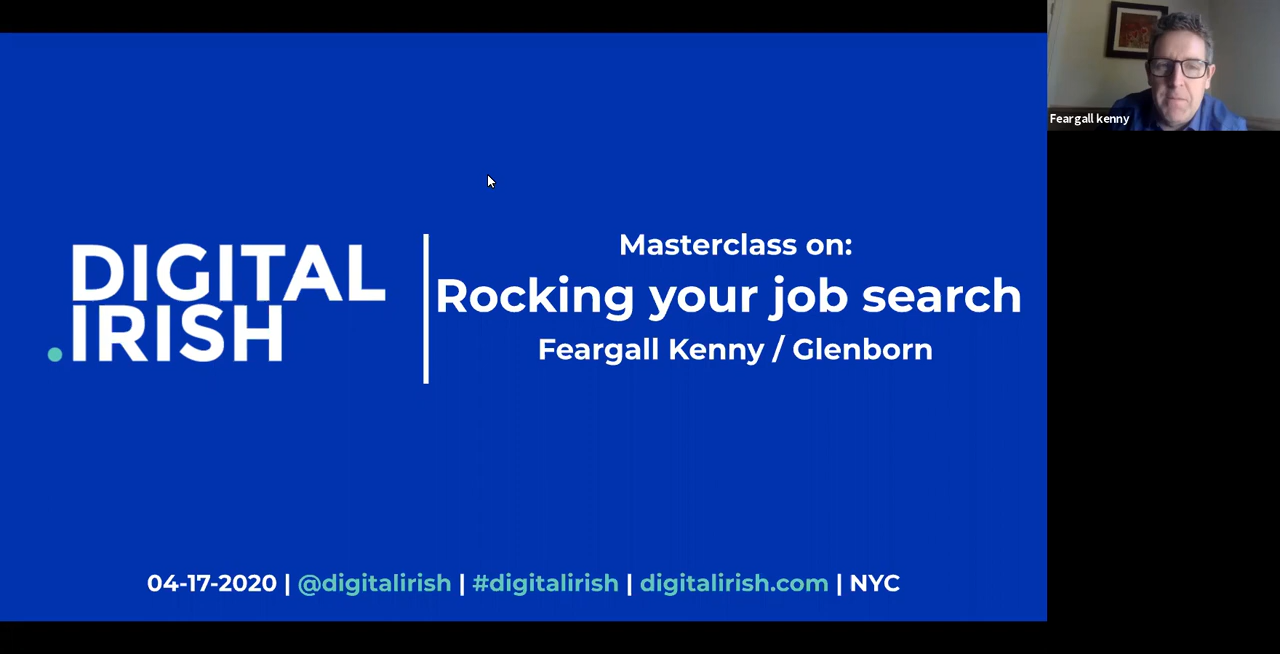 DIGITAL
.IRISH
Masterclass on:
Rocking your job search
Feargall Kenny / Glenborn
04-17-2020 | @digitalirish | #digitalirish | digitalirish.com | NYC
Feargall kenny